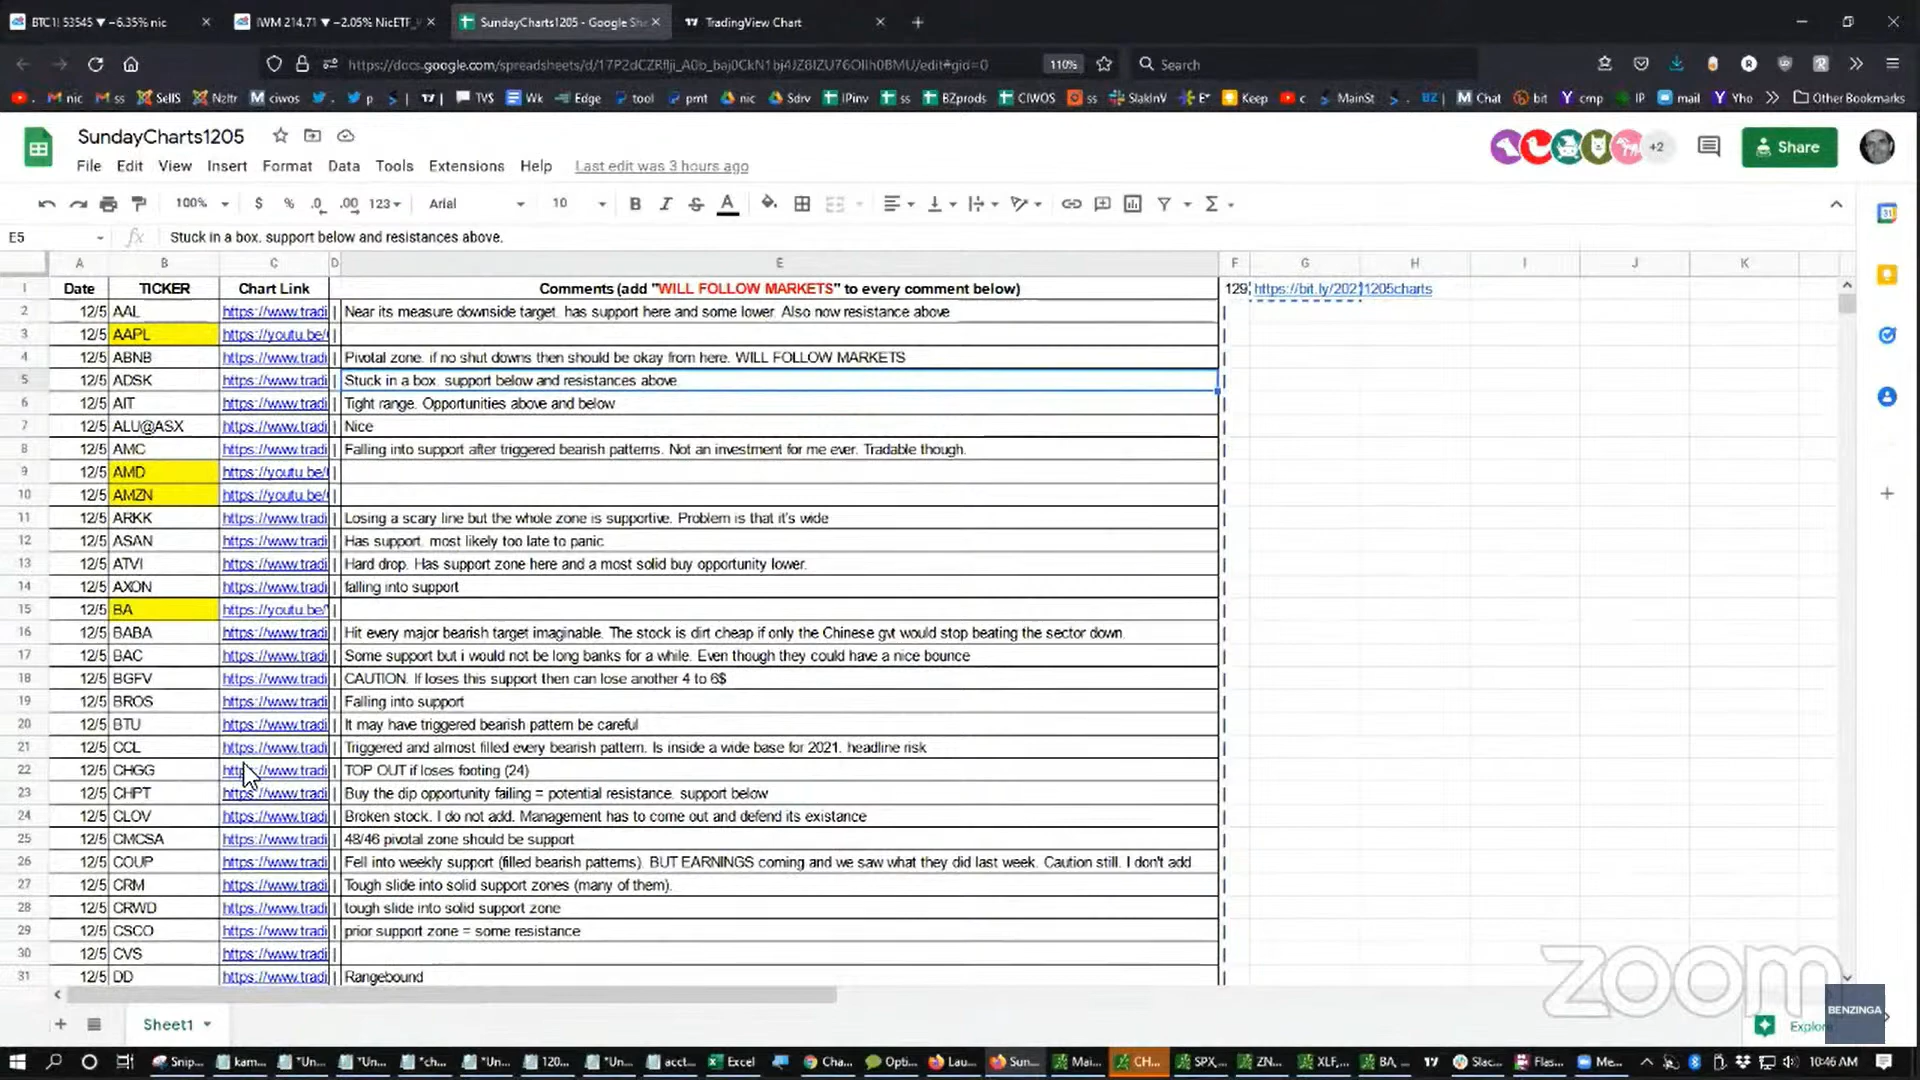 BTC1! 53545 ▼ −6.35% nic
IWM 214.71 ▼ −2.05% NicETF_
SundayCharts1205 - Google She
TradingView Chart
110%
Search
nic
ss
SellS
Nzltr
ciwos
p
TVS
Wk
Edge
tool
pmt
nic
Sdrv
IPinv
ss
BZprods
CIWOS
ss
SlakInV
E*
Keep
c
MainSt
BZ
Chat
bit
cmp
IP
mail
Yho
Other Bookmarks
SundayCharts1205
File Edit View Insert Format Data Tools Extensions Help Last edit was 3 hours ago
+2
Share
100% $ % .0 .00 123 Arial 10 B I S A
E5 fx Stuck in a box. support below and resistances above.
A B C D E F G H I J K
1 Date TICKER Chart Link Comments (add "WILL FOLLOW MARKETS" to every comment below) 129 https://bit.ly/20211205charts
2 12/5 AAL https://www.tradi | Near its measure downside target. has support here and some lower. Also now resistance above
3 12/5 AAPL https://youtu.be/ |
4 12/5 ABNB https://www.tradi | Pivotal zone. if no shut downs then should be okay from here. WILL FOLLOW MARKETS
5 12/5 ADSK https://www.tradi | Stuck in a box. support below and resistances above
6 12/5 AIT https://www.tradi | Tight range. Opportunities above and below
7 12/5 ALU@ASX https://www.tradi | Nice
8 12/5 AMC https://www.tradi | Falling into support after triggered bearish patterns. Not an investment for me ever. Tradable though.
9 12/5 AMD https://youtu.be/ |
10 12/5 AMZN https://youtu.be/ |
11 12/5 ARKK https://www.tradi | Losing a scary line but the whole zone is supportive. Problem is that it's wide
12 12/5 ASAN https://www.tradi | Has support. most likely too late to panic
13 12/5 ATVI https://www.tradi | Hard drop. Has support zone here and a most solid buy opportunity lower.
14 12/5 AXON https://www.tradi | falling into support
15 12/5 BA https://youtu.be/ |
16 12/5 BABA https://www.tradi | Hit every major bearish target imaginable. The stock is dirt cheap if only the Chinese gvt would stop beating the sector down.
17 12/5 BAC https://www.tradi | Some support but i would not be long banks for a while. Even though they could have a nice bounce
18 12/5 BGFV https://www.tradi | CAUTION. If loses this support then can lose another 4 to 6$
19 12/5 BROS https://www.tradi | Falling into support
20 12/5 BTU https://www.tradi | It may have triggered bearish pattern be careful
21 12/5 CCL https://www.tradi | Triggered and almost filled every bearish pattern. Is inside a wide base for 2021. headline risk
22 12/5 CHGG https://www.tradi | TOP OUT if loses footing (24)
23 12/5 CHPT https://www.tradi | Buy the dip opportunity failing = potential resistance. support below
24 12/5 CLOV https://www.tradi | Broken stock. I do not add. Management has to come out and defend its existance
25 12/5 CMCSA https://www.tradi | 48/46 pivotal zone should be support
26 12/5 COUP https://www.tradi | Fell into weekly support (filled bearish patterns). BUT EARNINGS coming and we saw what they did last week. Caution still. I don't add
27 12/5 CRM https://www.tradi | Tough slide into solid support zones (many of them).
28 12/5 CRWD https://www.tradi | tough slide into solid support zone
29 12/5 CSCO https://www.tradi | prior support zone = some resistance
30 12/5 CVS https://www.tradi |
31 12/5 DD https://www.tradi | Rangebound
zoom
BENZINGA
Sheet1
Explore
Snip...
kam...
*Un...
*Un...
*ch...
*Un...
120...
*Un...
acct...
Excel
Cha...
Opti...
Lau...
Sun...
Mai...
CH...
SPX,...
ZN...
XLF,...
BA, ...
Slac...
Flas...
Me...
10:46 AM